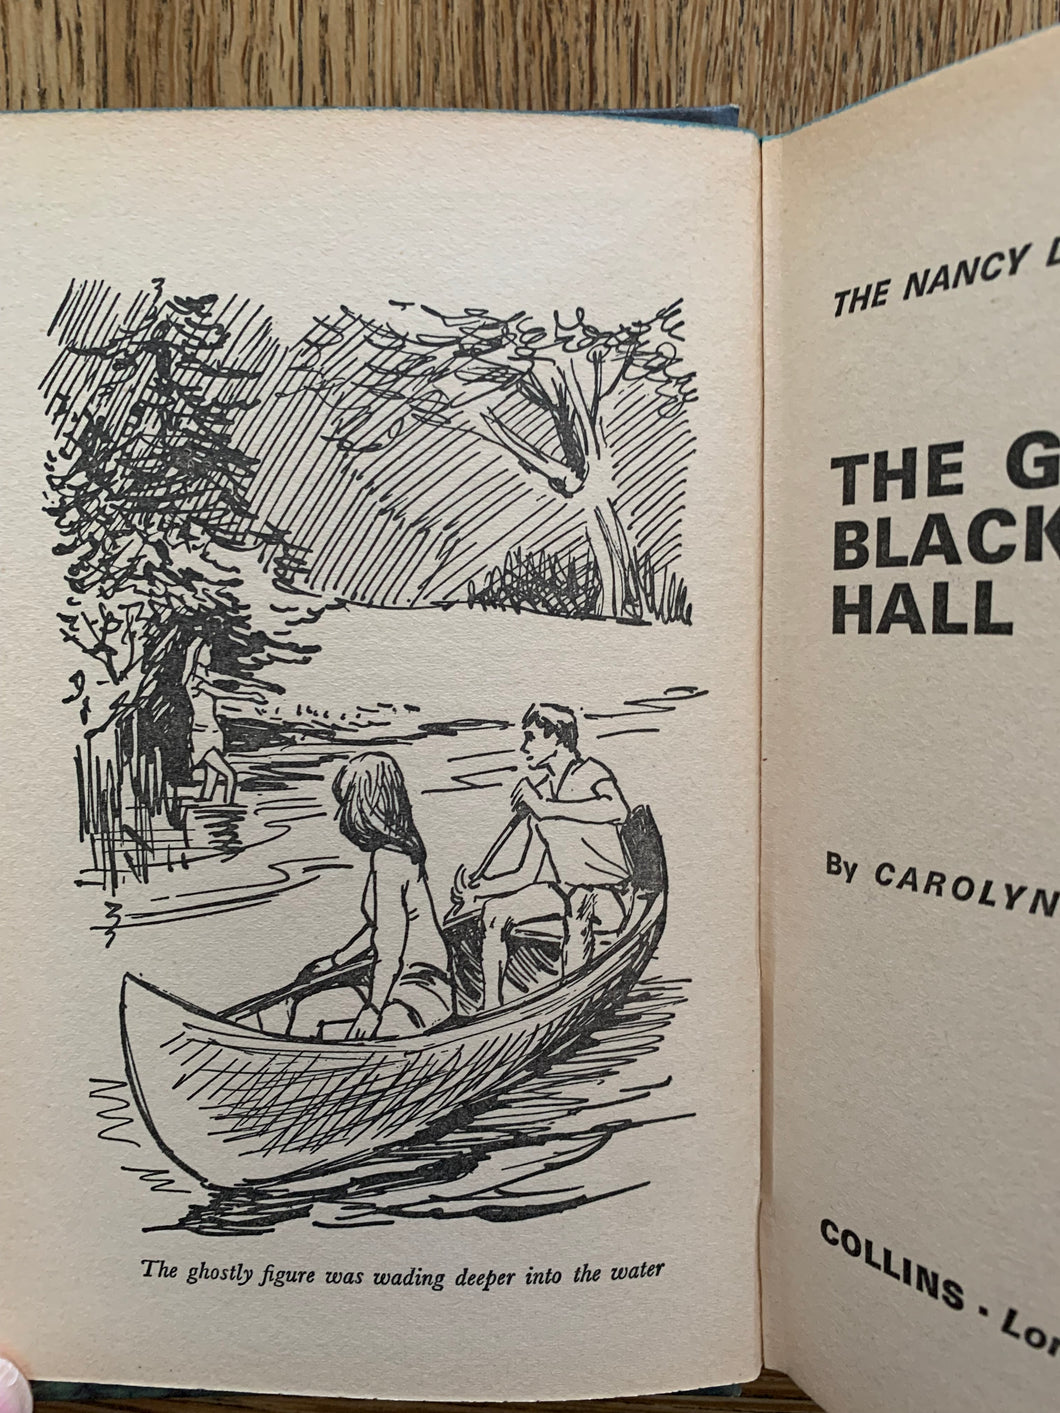 The ghostly figure was wading deeper into the water
THE NANCY
THE G
BLACK
HALL
By CAROLYN
COLLINS · Lon